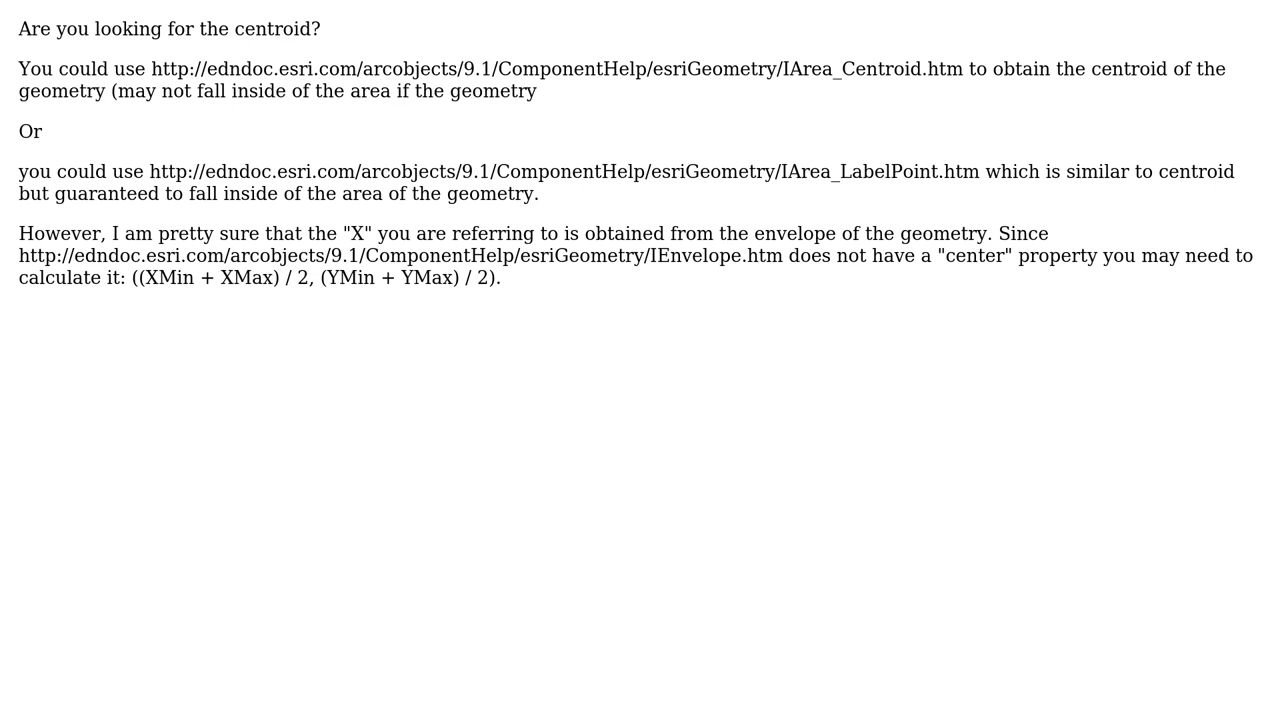 Are you looking for the centroid?
You could use http://edndoc.esri.com/arcobjects/9.1/ComponentHelp/esriGeometry/IArea_Centroid.htm to obtain the centroid of the
geometry (may not fall inside of the area if the geometry
Or
you could use http://edndoc.esri.com/arcobjects/9.1/ComponentHelp/esriGeometry/IArea_LabelPoint.htm which is similar to centroid
but guaranteed to fall inside of the area of the geometry.
However, I am pretty sure that the "X" you are referring to is obtained from the envelope of the geometry. Since
http://edndoc.esri.com/arcobjects/9.1/ComponentHelp/esriGeometry/IEnvelope.htm does not have a "center" property you may need to
calculate it: ((XMin + XMax) / 2, (YMin + YMax) / 2).